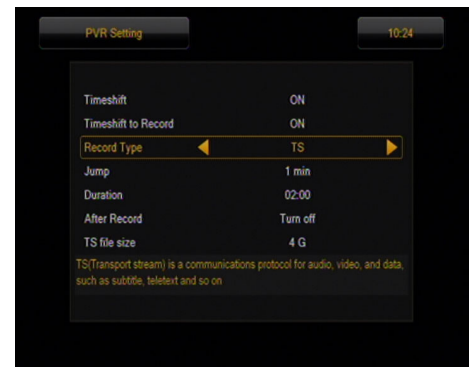 PVR Setting 10:24
Timeshift ON
Timeshift to Record ON
Record Type TS
Jump 1 min
Duration 02:00
After Record Turn off
TS file size 4 G
TS(Transport stream) is a communications protocol for audio, video, and data,
such as subtitle, teletext and so on